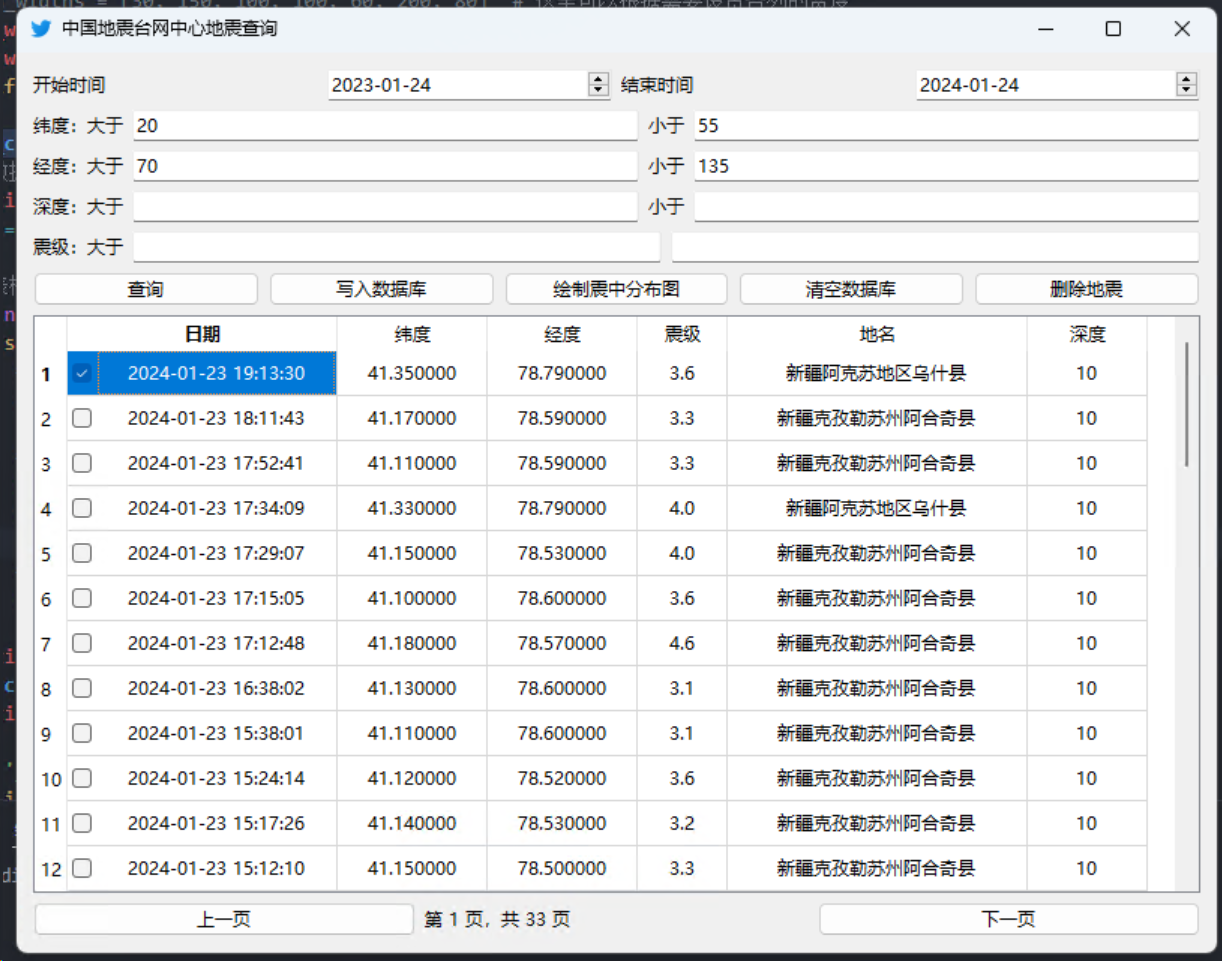 中国地震台网中心地震查询
开始时间 2023-01-24 结束时间 2024-01-24
纬度：大于 20 小于 55
经度：大于 70 小于 135
深度：大于 小于
震级：大于
查询 写入数据库 绘制震中分布图 清空数据库 删除地震
日期 纬度 经度 震级 地名 深度
1 2024-01-23 19:13:30 41.350000 78.790000 3.6 新疆阿克苏地区乌什县 10
2 2024-01-23 18:11:43 41.170000 78.590000 3.3 新疆克孜勒苏州阿合奇县 10
3 2024-01-23 17:52:41 41.110000 78.590000 3.3 新疆克孜勒苏州阿合奇县 10
4 2024-01-23 17:34:09 41.330000 78.790000 4.0 新疆阿克苏地区乌什县 10
5 2024-01-23 17:29:07 41.150000 78.530000 4.0 新疆克孜勒苏州阿合奇县 10
6 2024-01-23 17:15:05 41.100000 78.600000 3.6 新疆克孜勒苏州阿合奇县 10
7 2024-01-23 17:12:48 41.180000 78.570000 4.6 新疆克孜勒苏州阿合奇县 10
8 2024-01-23 16:38:02 41.130000 78.600000 3.1 新疆克孜勒苏州阿合奇县 10
9 2024-01-23 15:38:01 41.110000 78.600000 3.1 新疆克孜勒苏州阿合奇县 10
10 2024-01-23 15:24:14 41.120000 78.520000 3.6 新疆克孜勒苏州阿合奇县 10
11 2024-01-23 15:17:26 41.140000 78.530000 3.2 新疆克孜勒苏州阿合奇县 10
12 2024-01-23 15:12:10 41.150000 78.500000 3.3 新疆克孜勒苏州阿合奇县 10
上一页 第 1 页，共 33 页 下一页